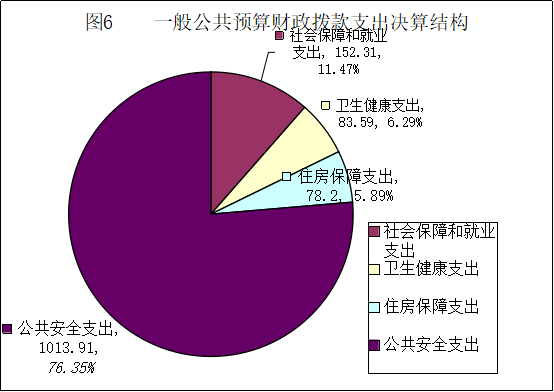 图6 一般公共预算财政拨款支出决算结构
社会保障和就业
支出, 152.31,
11.47%
卫生健康支出,
83.59, 6.29%
住房保障支出,
78.2, 5.89%
公共安全支出,
1013.91,
76.35%
社会保障和就业
支出
卫生健康支出
住房保障支出
公共安全支出